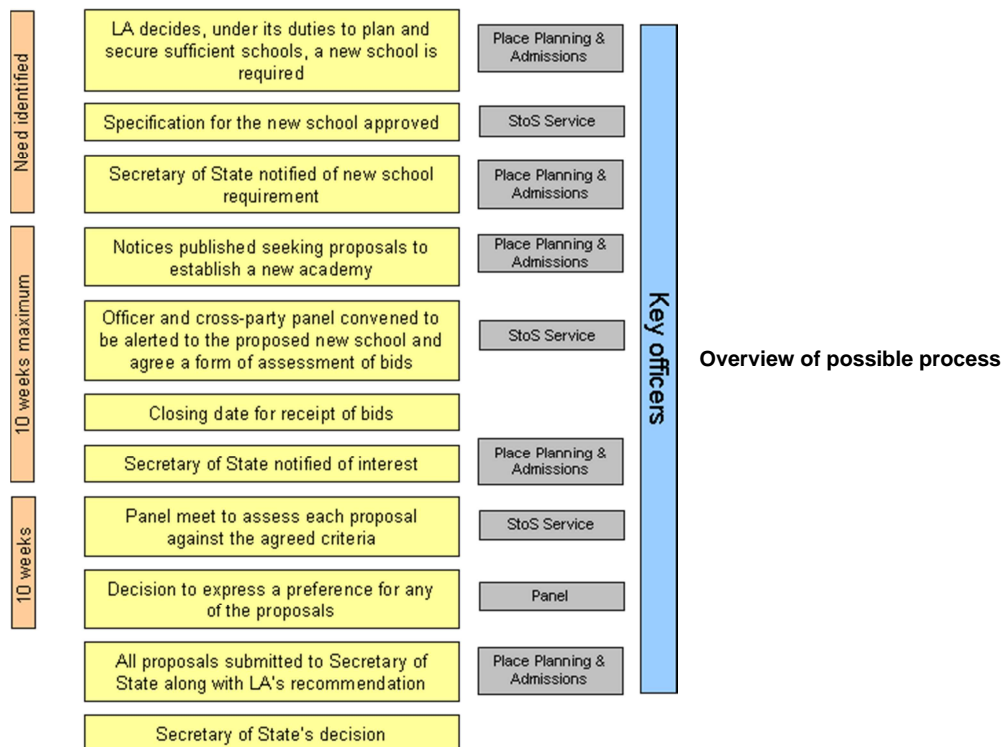 Need identified
LA decides, under its duties to plan and
secure sufficient schools, a new school is
required
Place Planning &
Admissions
Specification for the new school approved
StoS Service
Secretary of State notified of new school
requirement
Place Planning &
Admissions
10 weeks maximum
Notices published seeking proposals to
establish a new academy
Place Planning &
Admissions
Officer and cross-party panel convened to
be alerted to the proposed new school and
agree a form of assessment of bids
StoS Service
Closing date for receipt of bids
Secretary of State notified of interest
Place Planning &
Admissions
10 weeks
Panel meet to assess each proposal
against the agreed criteria
StoS Service
Decision to express a preference for any
of the proposals
Panel
All proposals submitted to Secretary of
State along with LA's recommendation
Place Planning &
Admissions
Secretary of State's decision
Key officers
Overview of possible process